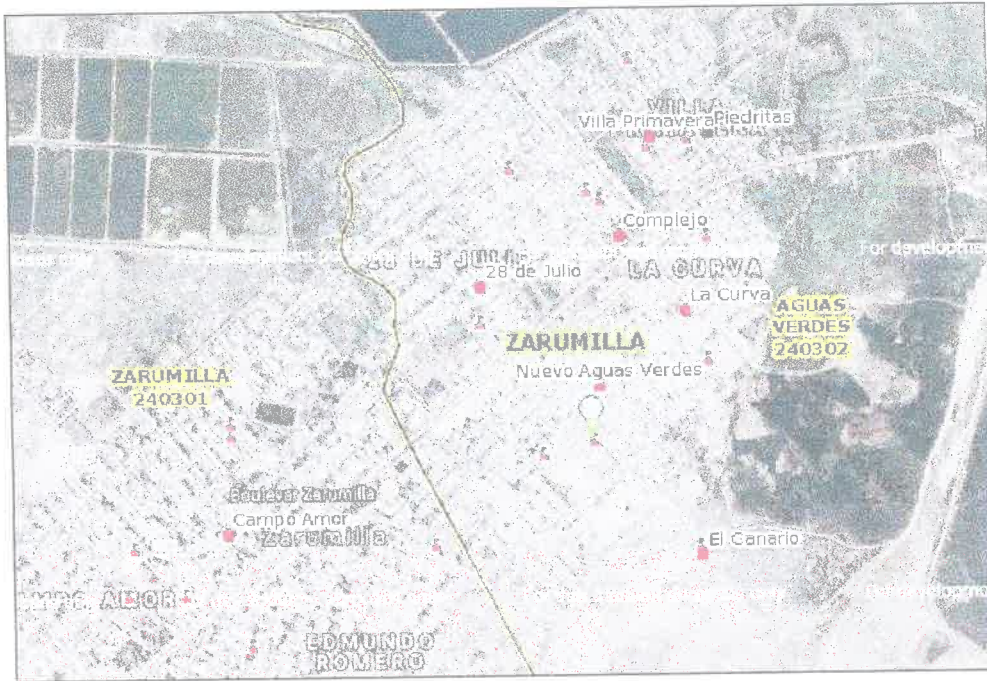 VILLA
Villa Primavera
Piedritas
Complejo
For developme
28 DE JULIO
28 de Julio
LA CURVA
La Curva
AGUAS
VERDES
240302
ZARUMILLA
Nuevo Aguas Verdes
ZARUMILLA
240301
Boulevar Zarumilla
Campo Amor
Zarumilla
El Canario
AMOR
EDMUNDO
ROMERO